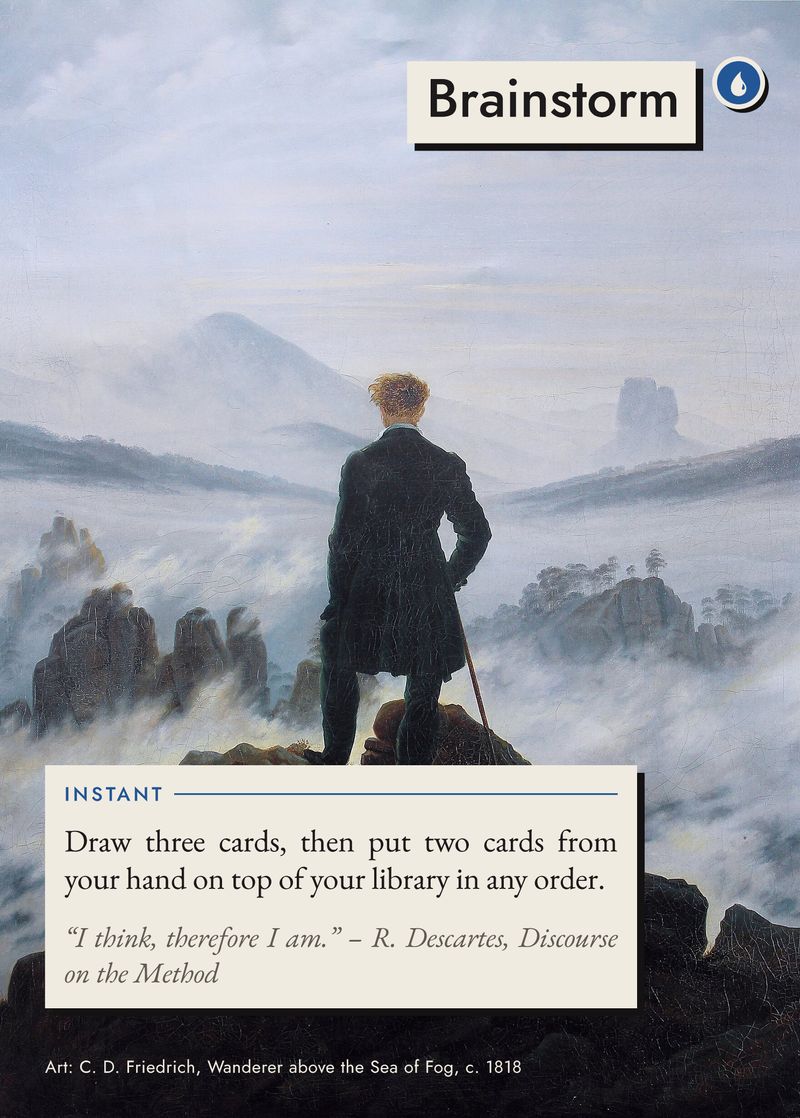 Brainstorm
INSTANT
Draw three cards, then put two cards from
your hand on top of your library in any order.
“I think, therefore I am.” – R. Descartes, Discourse
on the Method
Art: C. D. Friedrich, Wanderer above the Sea of Fog, c. 1818